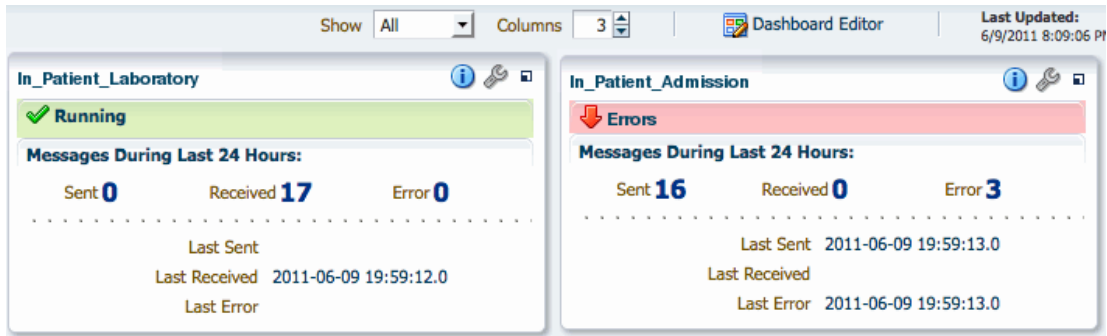 Show All Columns 3 Dashboard Editor Last Updated:
6/9/2011 8:09:06 PM
In_Patient_Laboratory
Running
Messages During Last 24 Hours:
Sent 0 Received 17 Error 0
Last Sent
Last Received 2011-06-09 19:59:12.0
Last Error
In_Patient_Admission
Errors
Messages During Last 24 Hours:
Sent 16 Received 0 Error 3
Last Sent 2011-06-09 19:59:13.0
Last Received
Last Error 2011-06-09 19:59:13.0